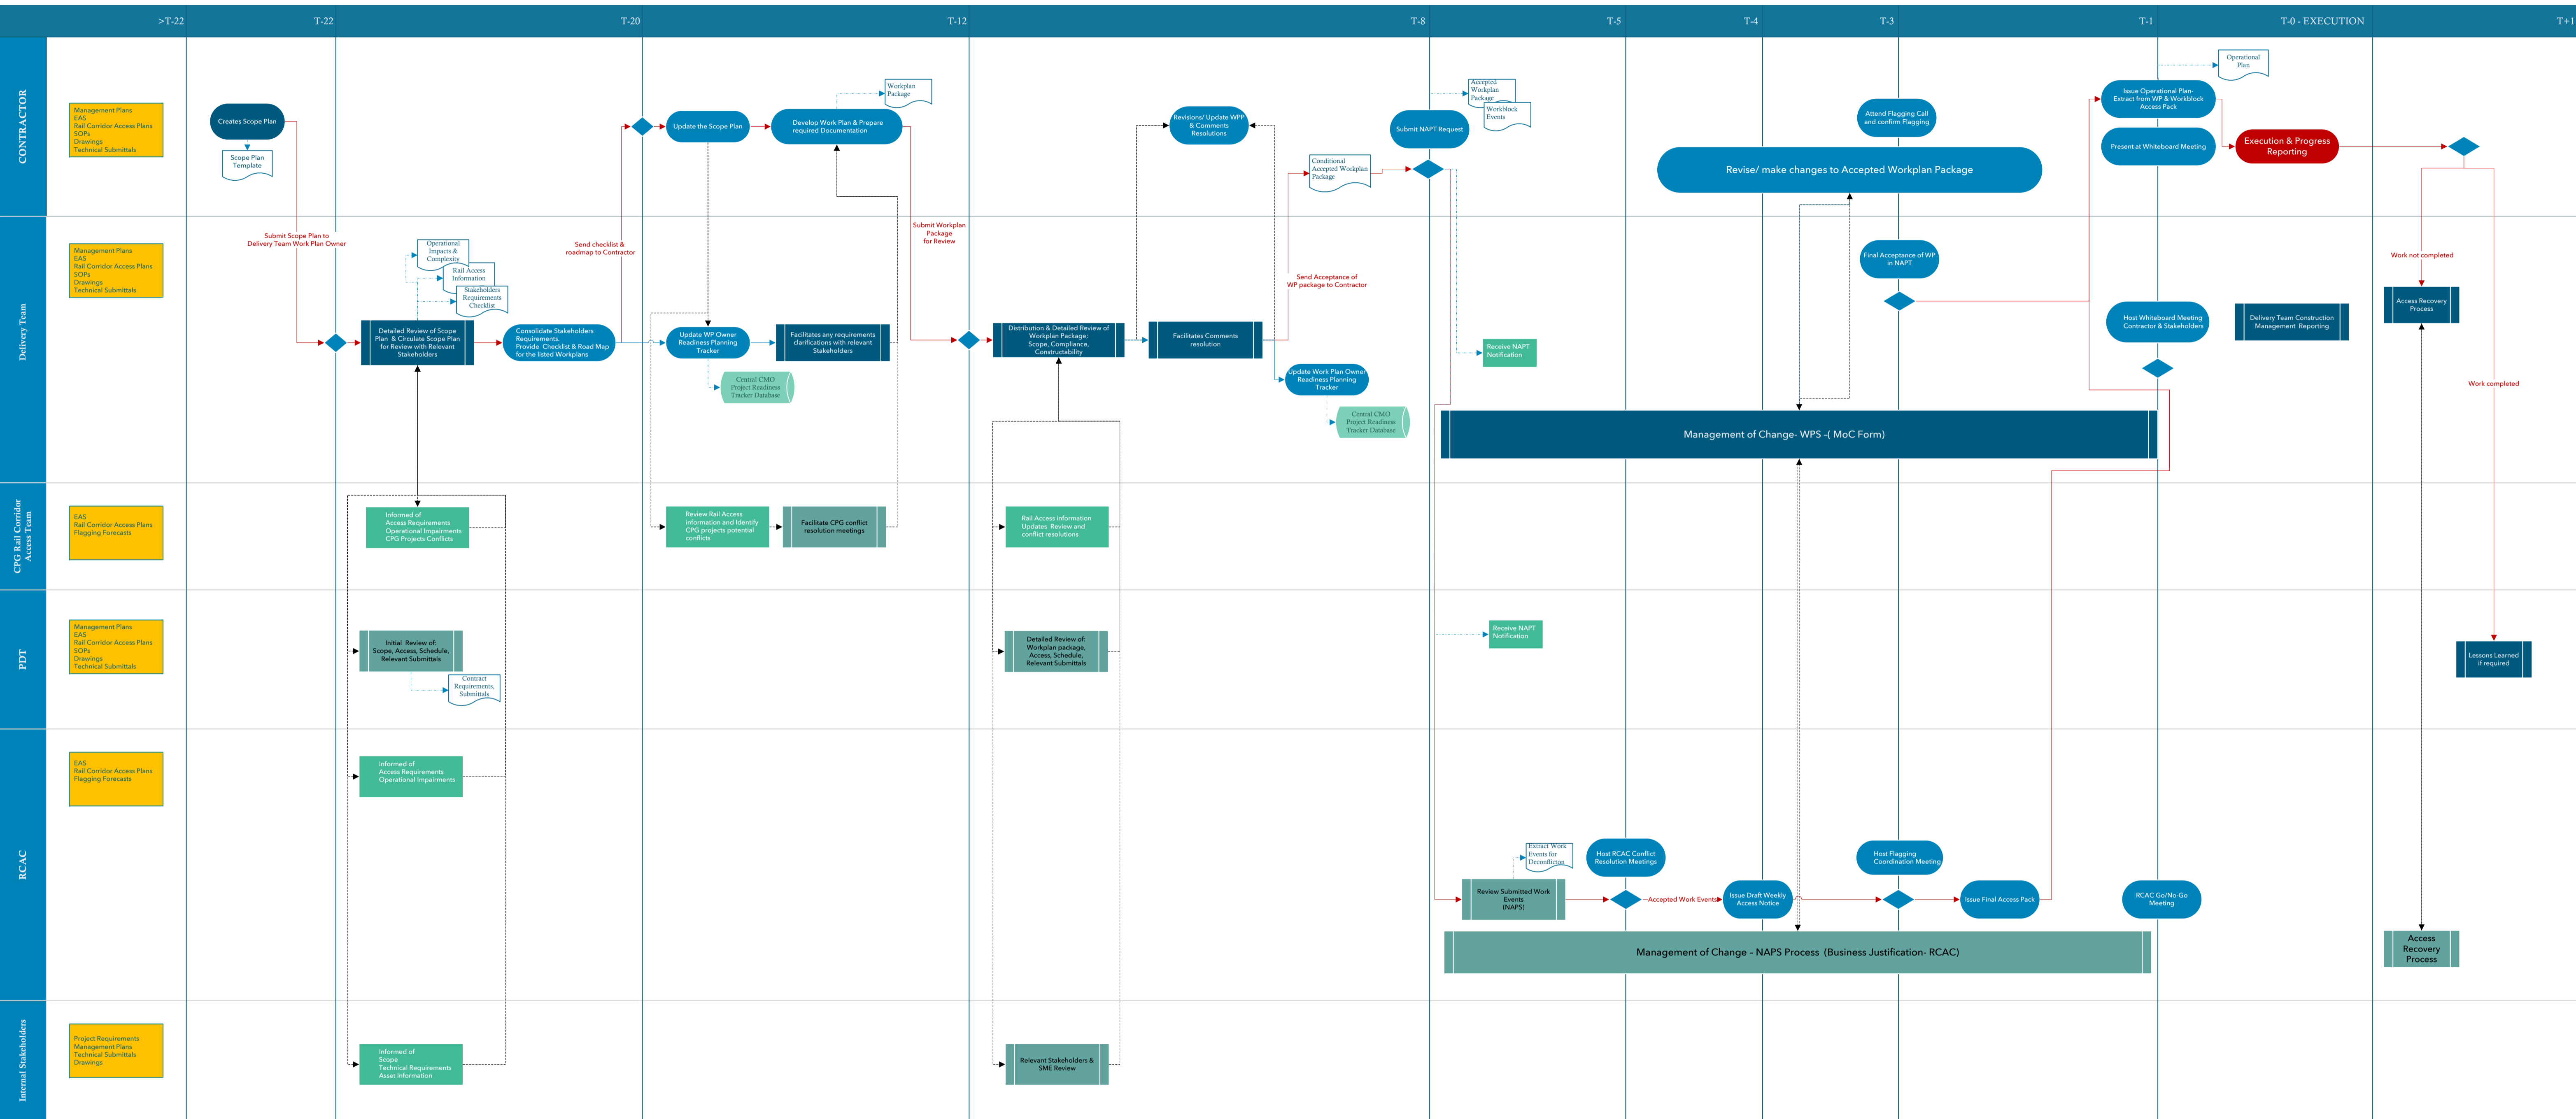 >T-22
T-22
T-20
T-12
T-8
T-5
T-4
T-3
T-1
T-0 - EXECUTION
T+1
CONTRACTOR
Management Plans
EAS
Rail Corridor Access Plans
SOPs
Drawings
Technical Submittals
Creates Scope Plan
Scope Plan
Template
Update the Scope Plan
Develop Work Plan & Prepare
required Documentation
Workplan
Package
Revisions/ Update WPP
& Comments
Resolutions
Conditional
Accepted Workplan
Package
Submit NAPT Request
Accepted
Workplan
Package
Workblock
Events
Attend Flagging Call
and confirm Flagging
Revise/ make changes to Accepted Workplan Package
Issue Operational Plan-
Extract from WP & Workblock
Access Pack
Operational
Plan
Present at Whiteboard Meeting
Execution & Progress
Reporting
Submit Scope Plan to
Delivery Team Work Plan Owner
Send checklist &
roadmap to Contractor
Submit Workplan
Package
for Review
Send Acceptance of
WP package to Contractor
Work not completed
Work completed
Delivery Team
Management Plans
EAS
Rail Corridor Access Plans
SOPs
Drawings
Technical Submittals
Operational
Impacts &
Complexity
Rail Access
Information
Stakeholders
Requirements
Checklist
Detailed Review of Scope
Plan & Circulate Scope Plan
for Review with Relevant
Stakeholders
Consolidate Stakeholders
Requirements.
Provide Checklist & Road Map
for the listed Workplans
Update WP Owner
Readiness Planning
Tracker
Central CMO
Project Readiness
Tracker Database
Facilitates any requirements
clarifications with relevant
Stakeholders
Distribution & Detailed Review of
Workplan Package:
Scope, Compliance,
Constructability
Facilitates Comments
resolution
Update Work Plan Owner
Readiness Planning
Tracker
Central CMO
Project Readiness
Tracker Database
Receive NAPT
Notification
Final Acceptance of WP
in NAPT
Host Whiteboard Meeting
Contractor & Stakeholders
Delivery Team Construction
Management Reporting
Access Recovery
Process
Management of Change- WPS -( MoC Form)
CPG Rail Corridor
Access Team
EAS
Rail Corridor Access Plans
Flagging Forecasts
Informed of
Access Requirements
Operational Impairments
CPG Projects Conflicts
Review Rail Access
information and Identify
CPG projects potential
conflicts
Facilitate CPG conflict
resolution meetings
Rail Access information
Updates Review and
conflict resolutions
PDT
Management Plans
EAS
Rail Corridor Access Plans
SOPs
Drawings
Technical Submittals
Initial Review of:
Scope, Access, Schedule,
Relevant Submittals
Contract
Requirements,
Submittals
Detailed Review of:
Workplan package,
Access, Schedule,
Relevant Submittals
Receive NAPT
Notification
Lessons Learned
if required
RCAC
EAS
Rail Corridor Access Plans
Flagging Forecasts
Informed of
Access Requirements
Operational Impairments
Extract Work
Events for
Deconfliction
Review Submitted Work
Events
(NAPS)
Host RCAC Conflict
Resolution Meetings
Accepted Work Events
Issue Draft Weekly
Access Notice
Host Flagging
Coordination Meeting
Issue Final Access Pack
RCAC Go/No-Go
Meeting
Management of Change – NAPS Process (Business Justification- RCAC)
Access
Recovery
Process
Internal Stakeholders
Project Requirements
Management Plans
Technical Submittals
Drawings
Informed of
Scope
Technical Requirements
Asset Information
Relevant Stakeholders &
SME Review